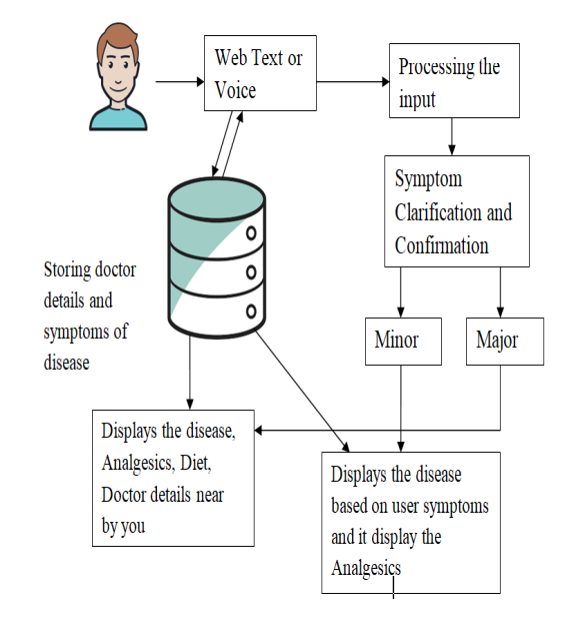 Web Text or
Voice
Processing the
input
Symptom
Clarification and
Confirmation
Storing doctor
details and
symptoms of
disease
Minor
Major
Displays the disease,
Analgesics, Diet,
Doctor details near
by you
Displays the disease
based on user symptoms
and it display the
Analgesics